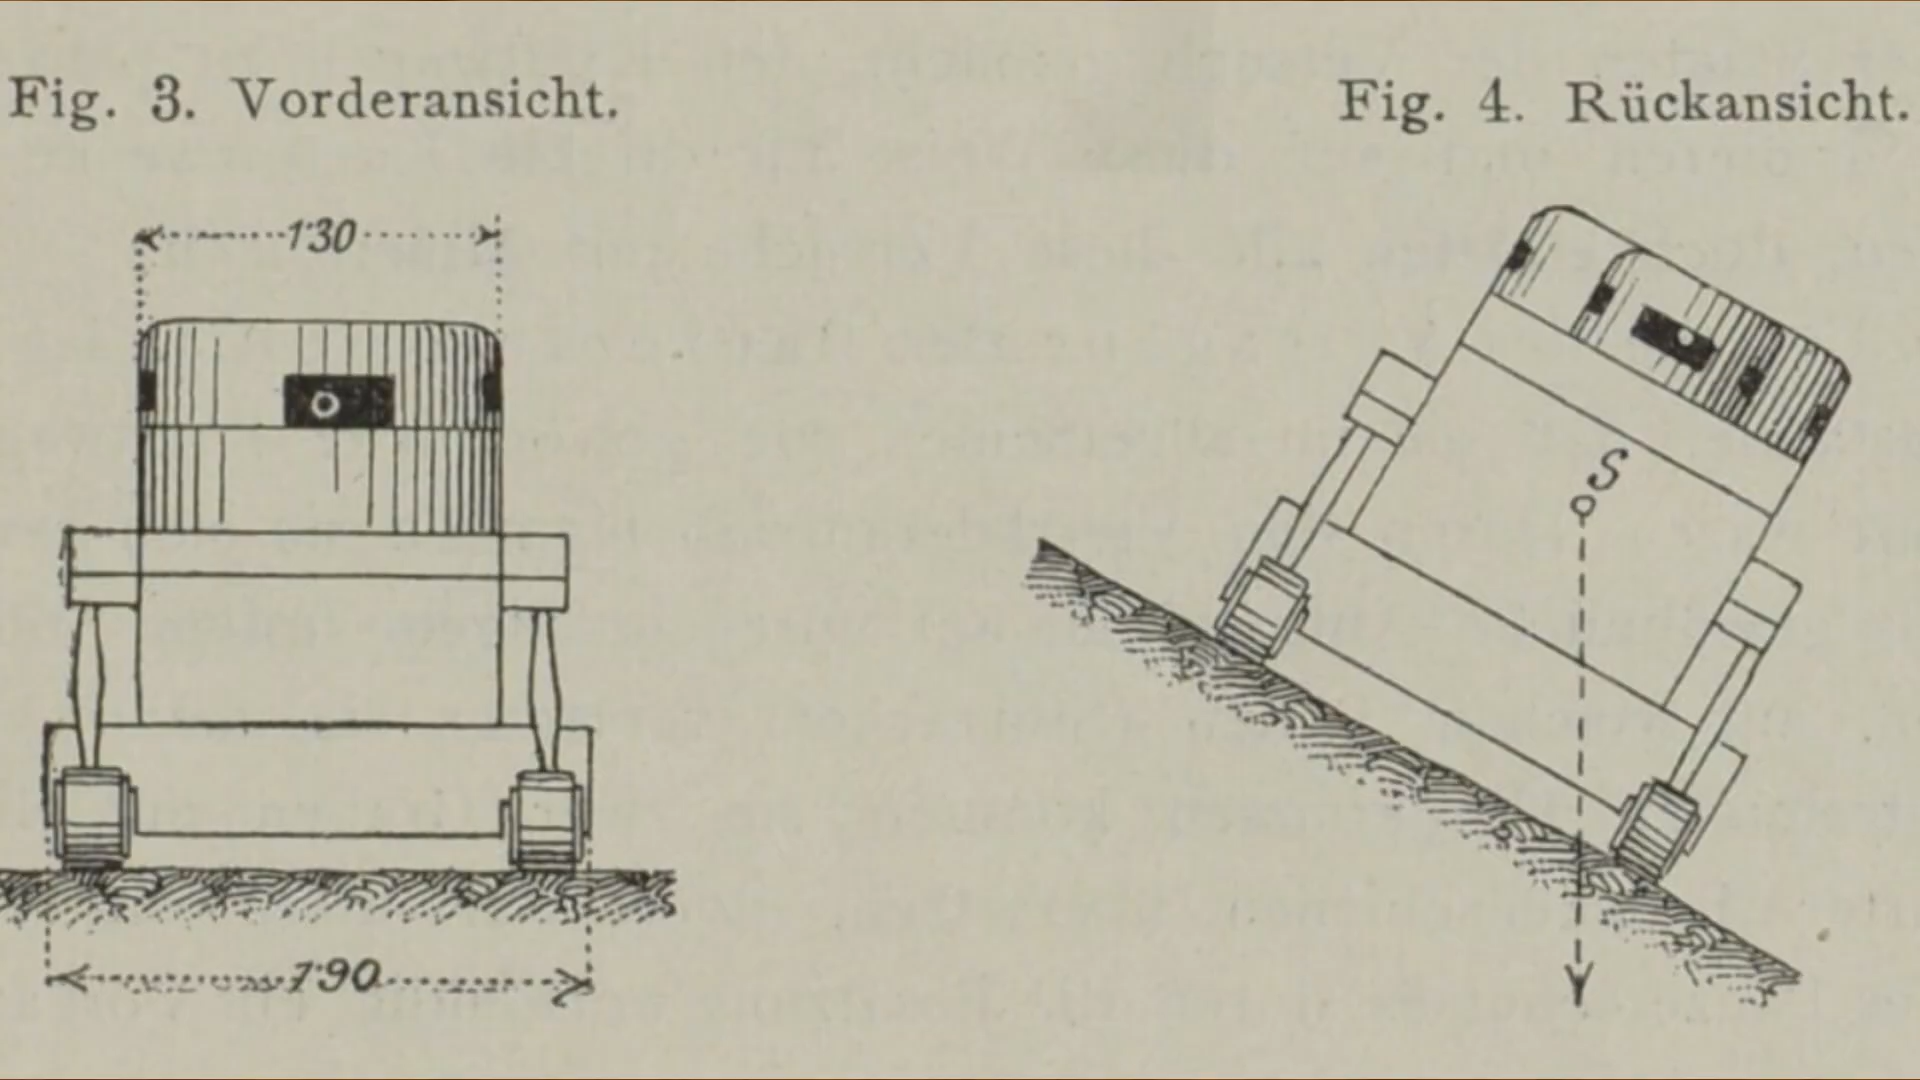 Fig. 3. Vorderansicht.
Fig. 4. Rückansicht.
1'30
S
1'90